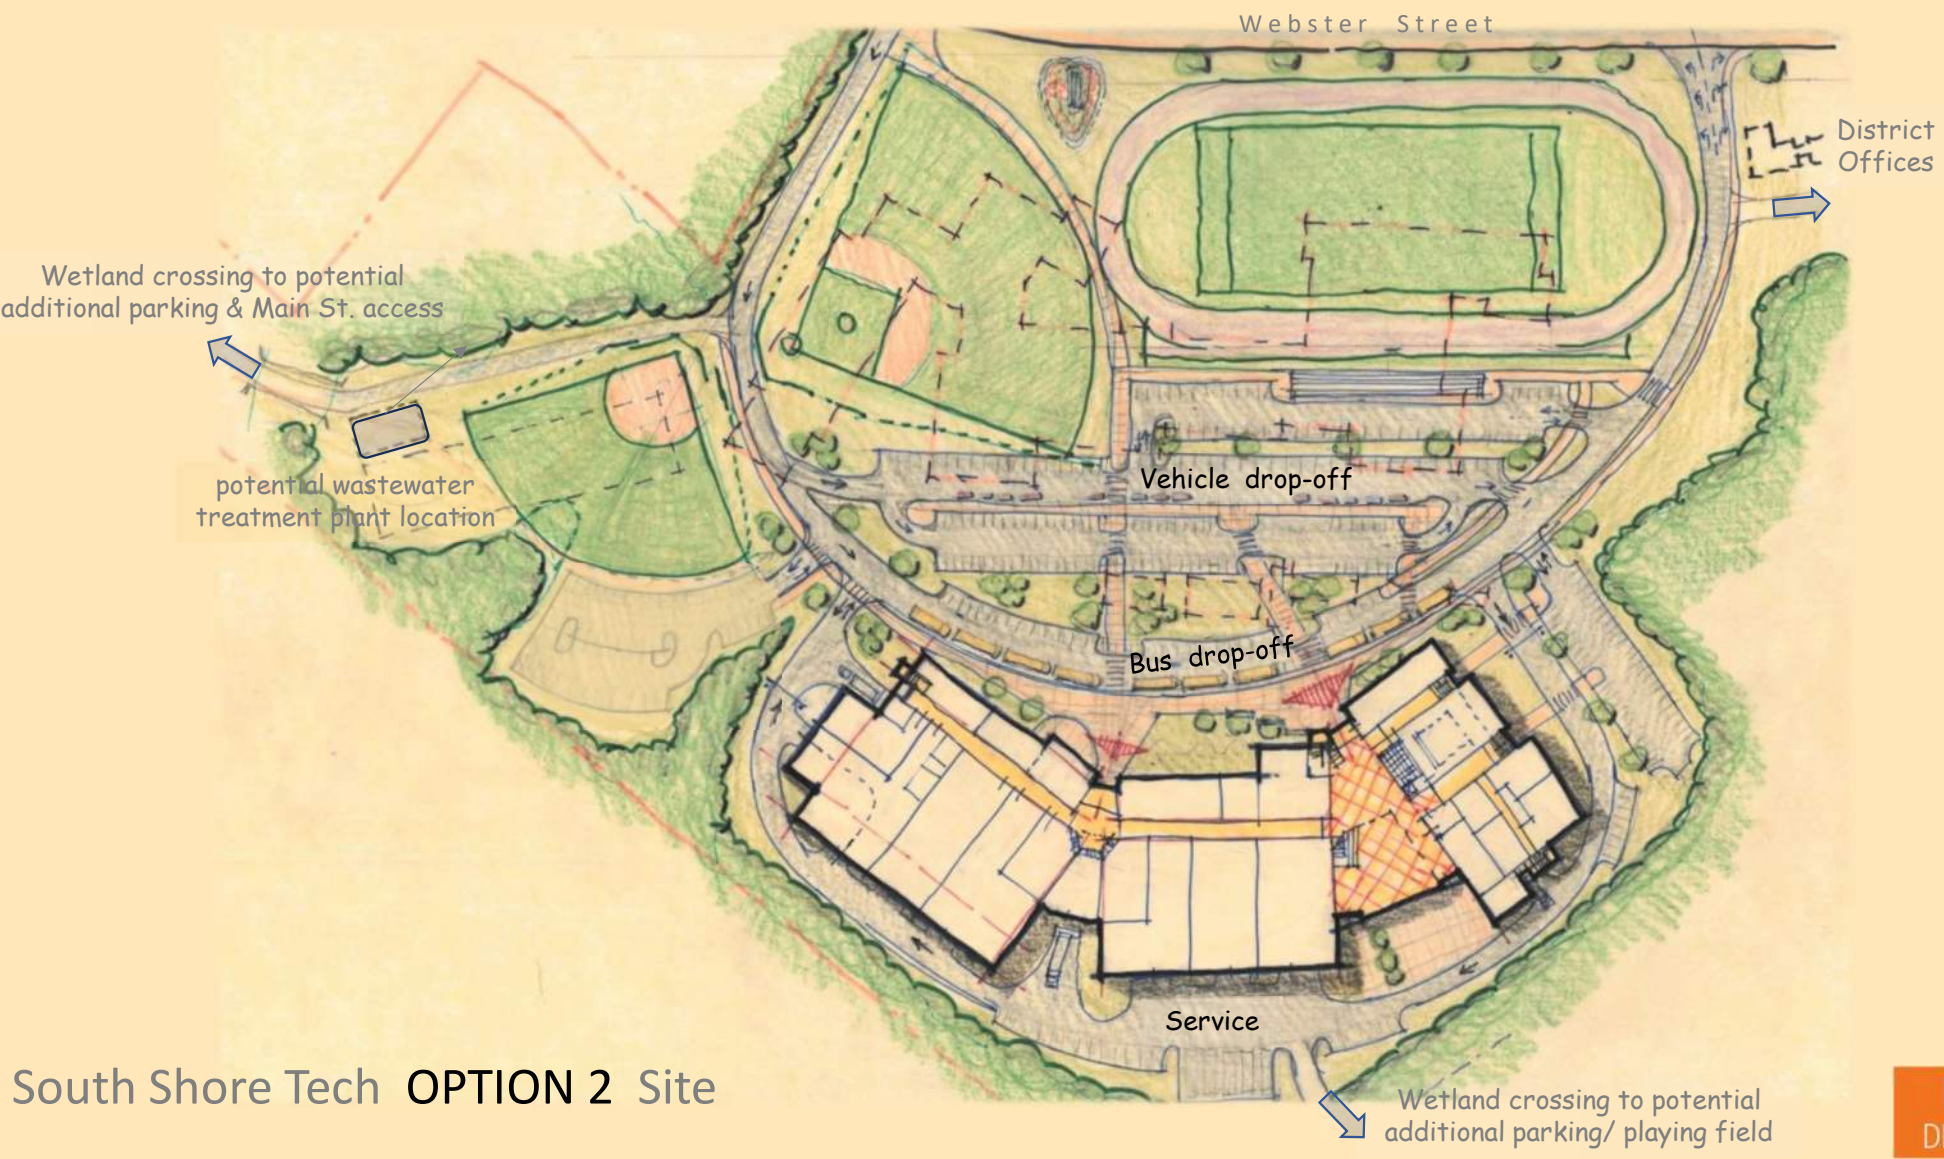 Webster Street
District
Offices
Wetland crossing to potential
additional parking & Main St. access
potential wastewater
treatment plant location
Vehicle drop-off
Bus drop-off
Service
South Shore Tech OPTION 2 Site
Wetland crossing to potential
additional parking/ playing field